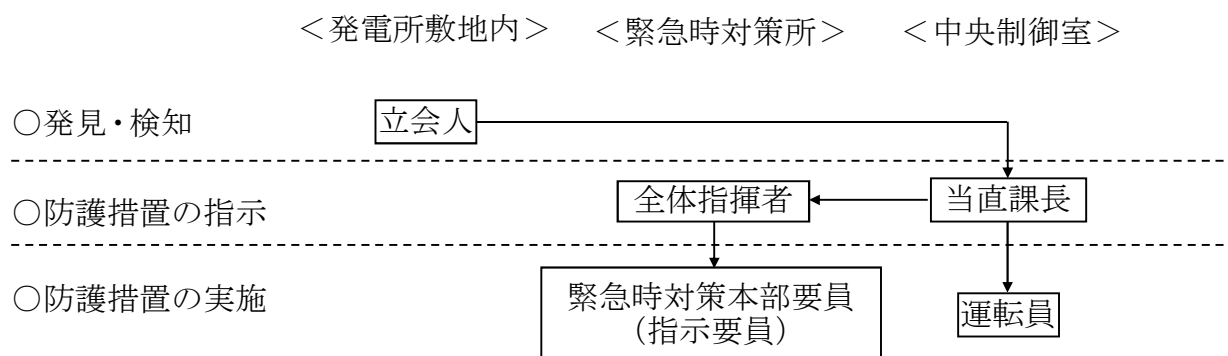 ＜発電所敷地内＞ ＜緊急時対策所＞ ＜中央制御室＞
○発見・検知 立会人
○防護措置の指示 全体指揮者 当直課長
○防護措置の実施 緊急時対策本部要員
（指示要員） 運転員